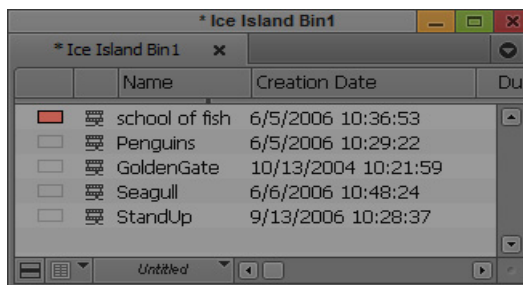 * Ice Island Bin1
* Ice Island Bin1 x
Name Creation Date Du
school of fish 6/5/2006 10:36:53
Penguins 6/5/2006 10:29:22
GoldenGate 10/13/2004 10:21:59
Seagull 6/6/2006 10:48:24
StandUp 9/13/2006 10:28:37
Untitled